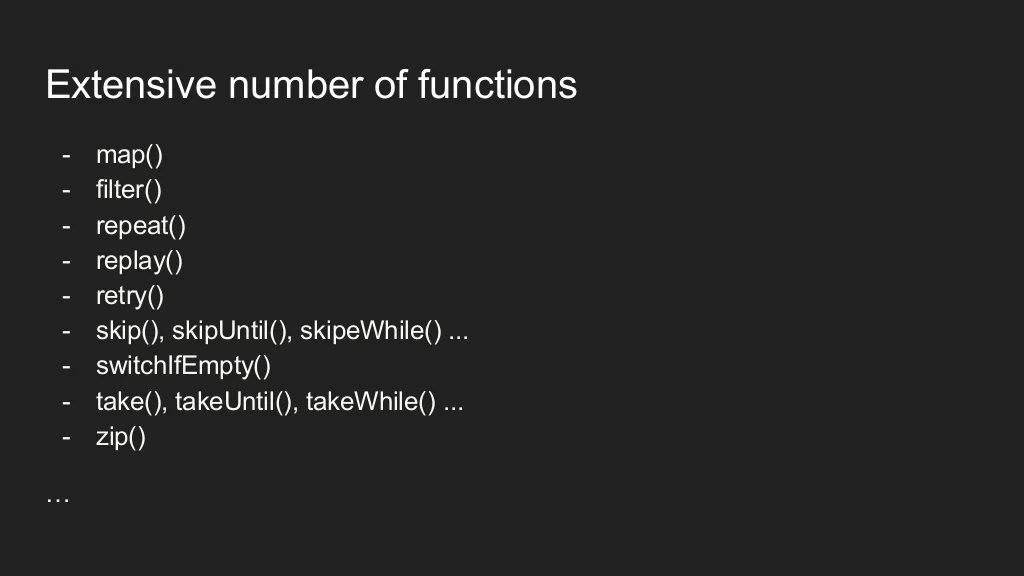 Extensive number of functions
- map()
- filter()
- repeat()
- replay()
- retry()
- skip(), skipUntil(), skipeWhile() ...
- switchIfEmpty()
- take(), takeUntil(), takeWhile() ...
- zip()
…